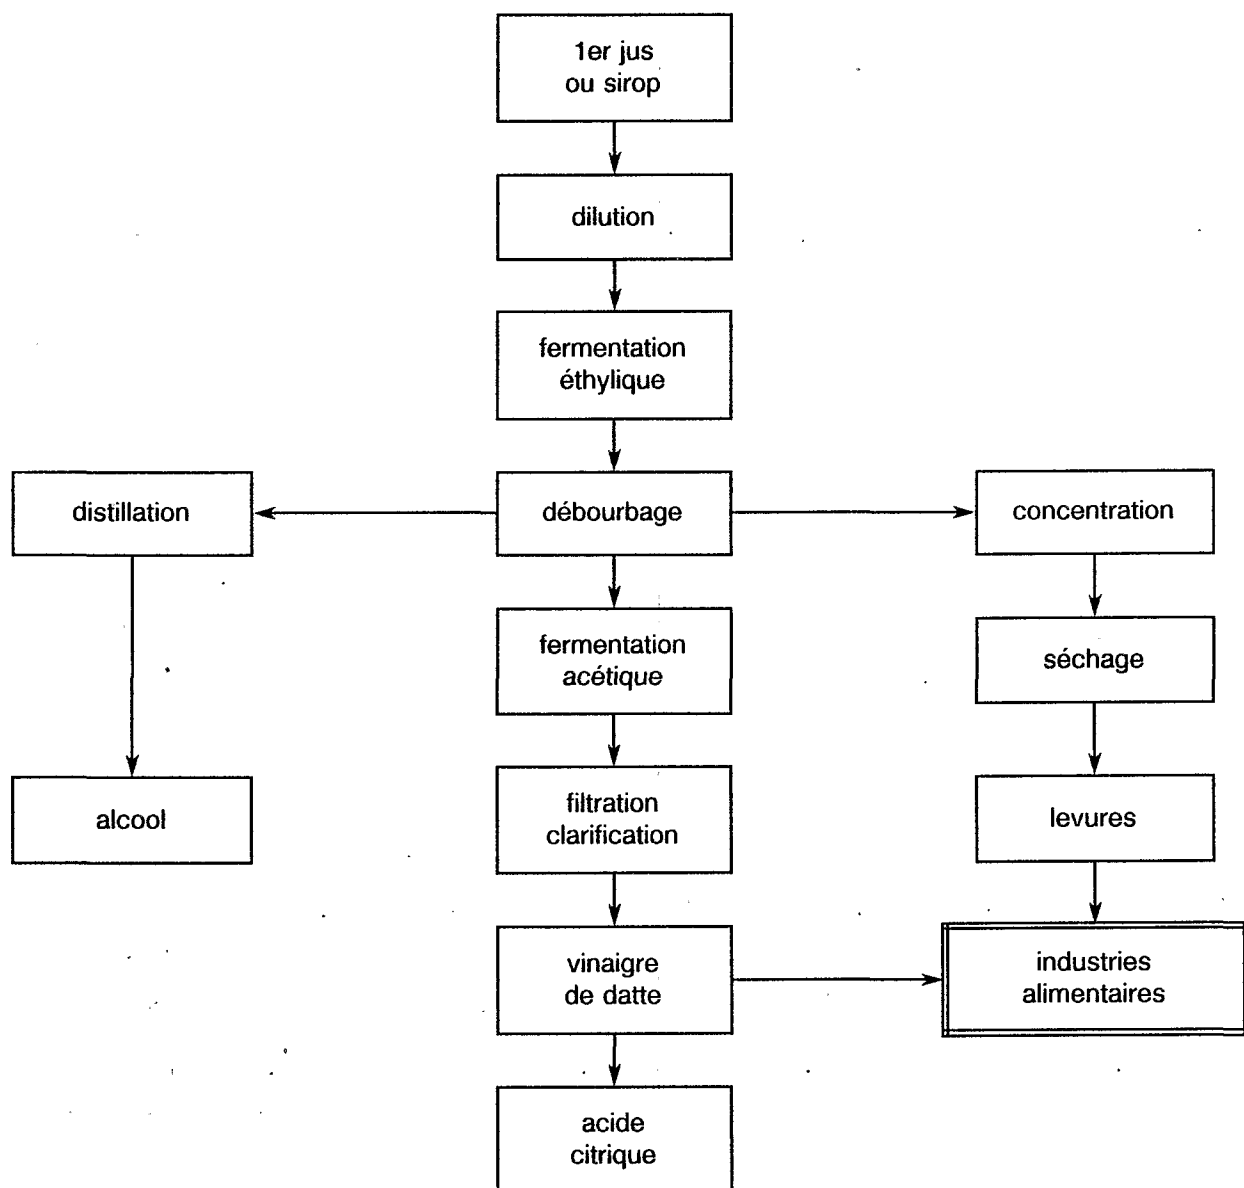 1er jus
ou sirop
dilution
fermentation
éthylique
distillation
débourbage
concentration
fermentation
acétique
séchage
alcool
filtration
clarification
levures
vinaigre
de datte
industries
alimentaires
acide
citrique